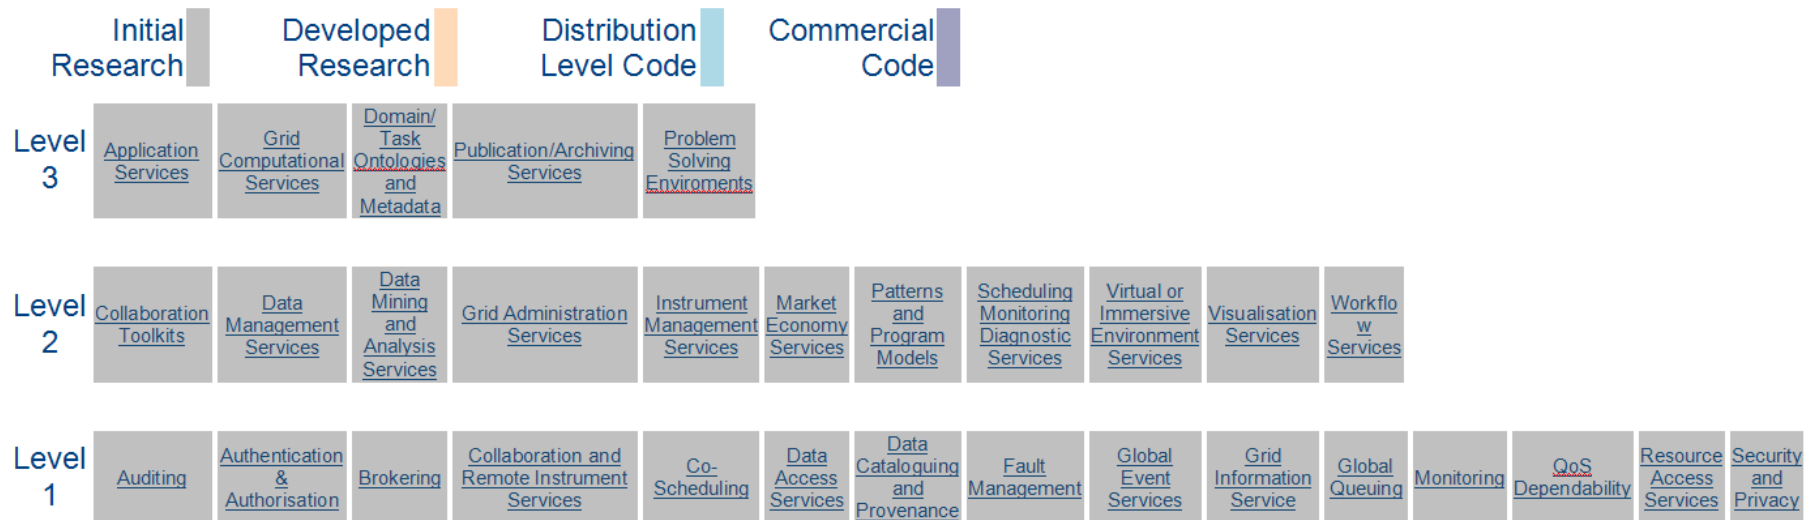 Initial
Research
Developed
Research
Distribution
Level Code
Commercial
Code
Level
3
Application
Services
Grid
Computational
Services
Domain/
Task
Ontologies
and
Metadata
Publication/Archiving
Services
Problem
Solving
Enviroments
Level
2
Collaboration
Toolkits
Data
Management
Services
Data
Mining
and
Analysis
Services
Grid Administration
Services
Instrument
Management
Services
Market
Economy
Services
Patterns
and
Program
Models
Scheduling
Monitoring
Diagnostic
Services
Virtual or
Immersive
Environment
Services
Visualisation
Services
Workflo
w
Services
Level
1
Auditing
Authentication
&
Authorisation
Brokering
Collaboration and
Remote Instrument
Services
Co-
Scheduling
Data
Access
Services
Data
Cataloguing
and
Provenance
Fault
Management
Global
Event
Services
Grid
Information
Service
Global
Queuing
Monitoring
QoS
Dependability
Resource
Access
Services
Security
and
Privacy